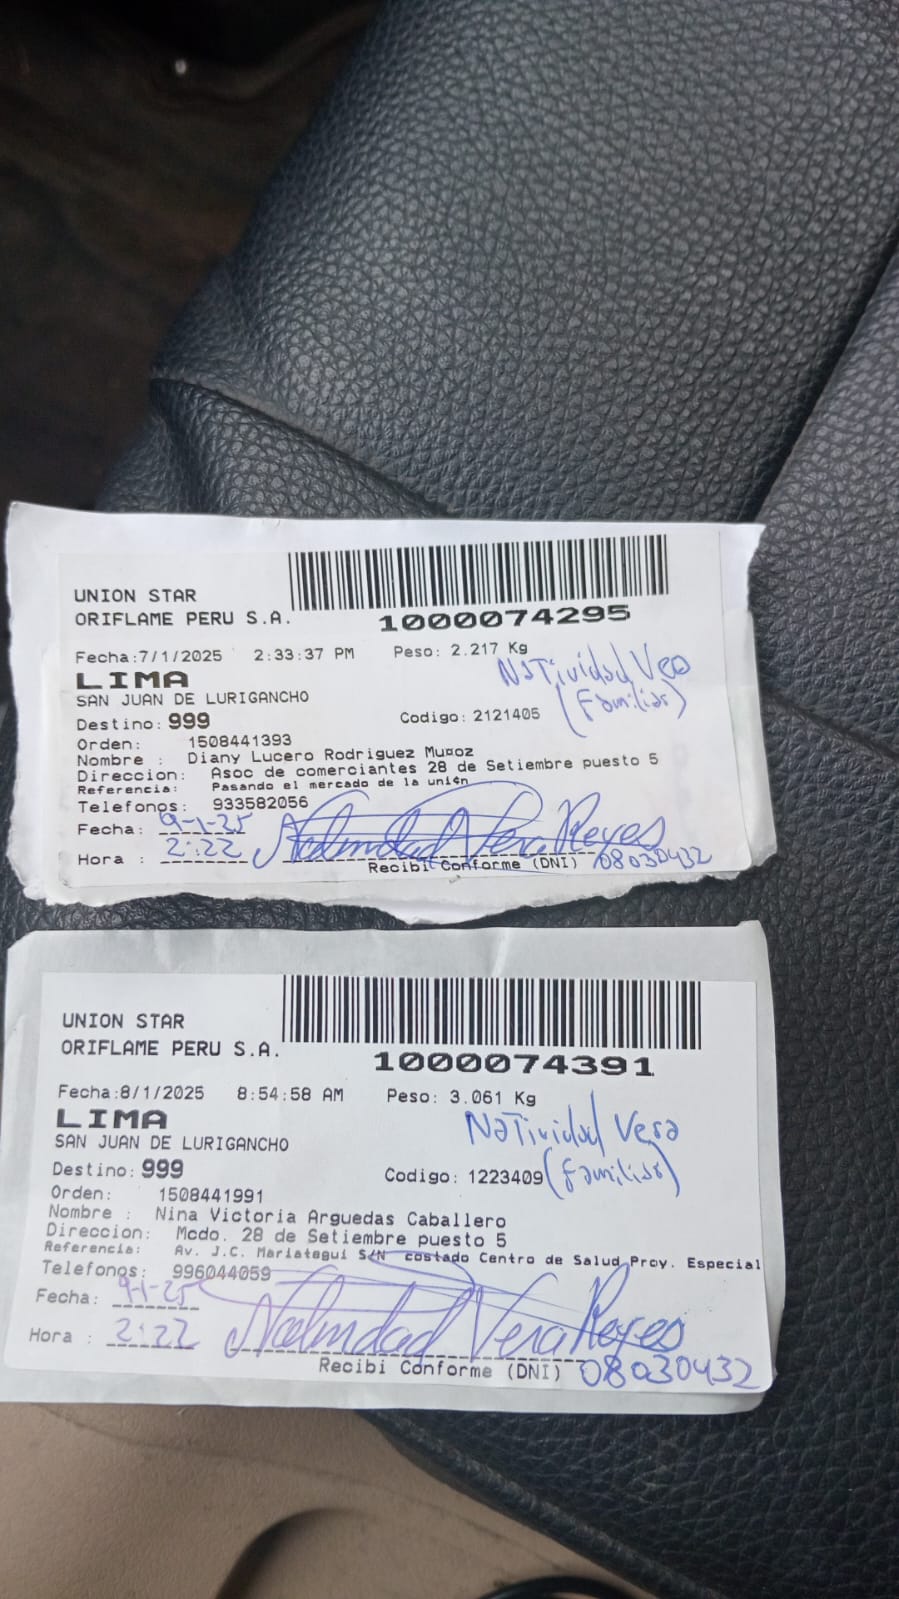 UNION STAR
ORIFLAME PERU S.A.
1000074295
Fecha:7/1/2025 2:33:37 PM Peso: 2.217 Kg
LIMA
Natividad Vera
SAN JUAN DE LURIGANCHO
(Familiar)
Destino: 999 Codigo: 2121405
Orden: 1508441393
Nombre : Diany Lucero Rodriguez Mu¤oz
Direccion: Asoc de comerciantes 28 de Setiembre puesto 5
Referencia: Pasando el mercado de la uni¢n
Telefonos: 933582056
Fecha: 9-1-25
Hora : 2:22 Natividad Vera Reyes
Recibi Conforme (DNI) 08030432
UNION STAR
ORIFLAME PERU S.A.
1000074391
Fecha:8/1/2025 8:54:58 AM Peso: 3.061 Kg
LIMA
Natividad Vera
SAN JUAN DE LURIGANCHO
Destino: 999 Codigo: 1223409 (familiar)
Orden: 1508441991
Nombre : Nina Victoria Arguedas Caballero
Direccion: Mcdo. 28 de Setiembre puesto 5
Referencia: Av. J.C. Mariategui S/N costado Centro de Salud Proy. Especial
Telefonos: 996044059
Fecha: 9-1-25
Hora : 2:22 Natividad Vera Reyes
Recibi Conforme (DNI) 08030432